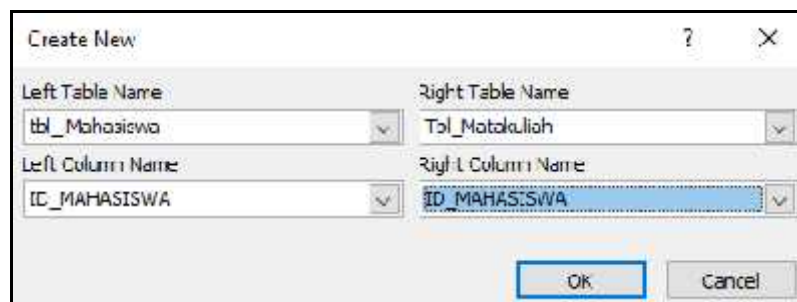 Create New ? X
Left Table Name Right Table Name
tbl_Mahasiswa Tbl_Matakuliah
Left Column Name Right Column Name
ID_MAHASISWA ID_MAHASISWA
OK Cancel